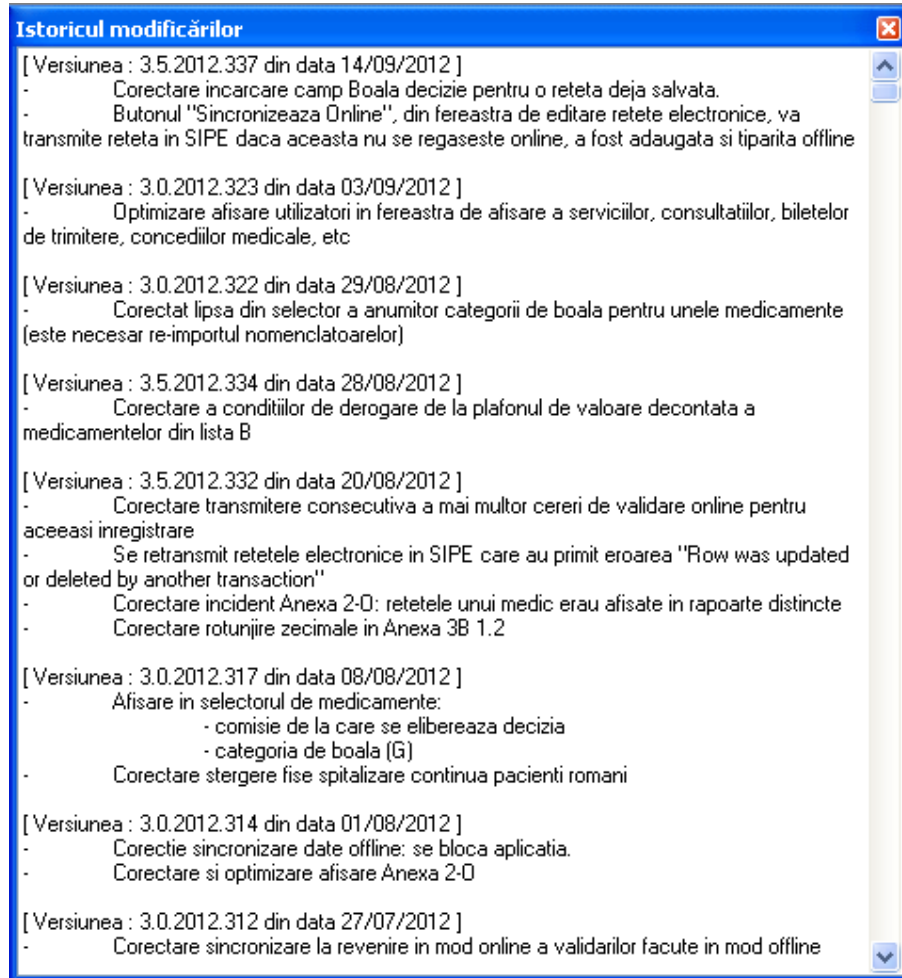 Istoricul modificărilor
[ Versiunea : 3.5.2012.337 din data 14/09/2012 ]
- Corectare incarcare camp Boala decizie pentru o reteta deja salvata.
- Butonul "Sincronizeaza Online", din fereastra de editare retete electronice, va
transmite reteta in SIPE daca aceasta nu se regaseste online, a fost adaugata si tiparita offline
[ Versiunea : 3.0.2012.323 din data 03/09/2012 ]
- Optimizare afisare utilizatori in fereastra de afisare a serviciilor, consultatiilor, biletelor
de trimitere, concediilor medicale, etc
[ Versiunea : 3.0.2012.322 din data 29/08/2012 ]
- Corectat lipsa din selector a anumitor categorii de boala pentru unele medicamente
(este necesar re-importul nomenclatoarelor)
[ Versiunea : 3.5.2012.334 din data 28/08/2012 ]
- Corectare a conditiilor de derogare de la plafonul de valoare decontata a
medicamentelor din lista B
[ Versiunea : 3.5.2012.332 din data 20/08/2012 ]
- Corectare transmitere consecutiva a mai multor cereri de validare online pentru
aceeasi inregistrare
- Se retransmit retetele electronice in SIPE care au primit eroarea "Row was updated
or deleted by another transaction"
- Corectare incident Anexa 2-O: retetele unui medic erau afisate in rapoarte distincte
- Corectare rotunjire zecimale in Anexa 3B 1.2
[ Versiunea : 3.0.2012.317 din data 08/08/2012 ]
- Afisare in selectorul de medicamente:
- comisie de la care se elibereaza decizia
- categoria de boala (G)
- Corectare stergere fise spitalizare continua pacienti romani
[ Versiunea : 3.0.2012.314 din data 01/08/2012 ]
- Corectie sincronizare date offline: se bloca aplicatia.
- Corectare si optimizare afisare Anexa 2-O
[ Versiunea : 3.0.2012.312 din data 27/07/2012 ]
- Corectare sincronizare la revenire in mod online a validarilor facute in mod offline